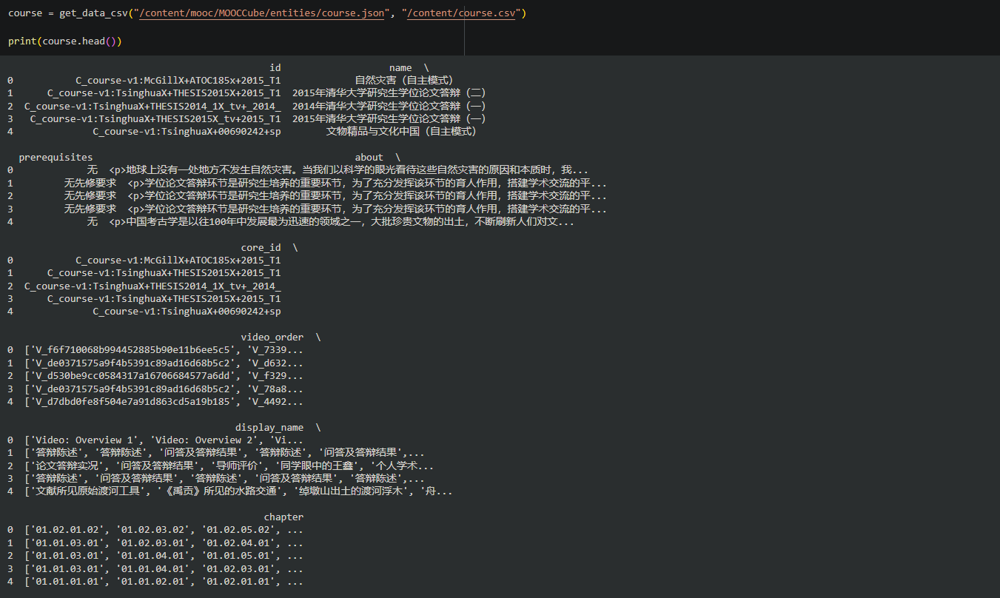 course = get_data_csv("/content/mooc/MOOCCube/entities/course.json", "/content/course.csv")
print(course.head())
id name \
0 C_course-v1:McGillX+ATOC185x+2015_T1 自然灾害（自主模式）
1 C_course-v1:TsinghuaX+THESIS2015X+2015_T1 2015年清华大学研究生学位论文答辩（二）
2 C_course-v1:TsinghuaX+THESIS2014_1X_tv+_2014_ 2014年清华大学研究生学位论文答辩（一）
3 C_course-v1:TsinghuaX+THESIS2015X_tv+2015_T1 2015年清华大学研究生学位论文答辩（一）
4 C_course-v1:TsinghuaX+00690242+sp 文物精品与文化中国（自主模式）
prerequisites about \
0 无 <p>地球上没有一处地方不发生自然灾害。当我们以科学的眼光看待这些自然灾害的原因和本质时，我...
1 无先修要求 <p>学位论文答辩环节是研究生培养的重要环节，为了充分发挥该环节的育人作用，搭建学术交流的平...
2 无先修要求 <p>学位论文答辩环节是研究生培养的重要环节，为了充分发挥该环节的育人作用，搭建学术交流的平...
3 无先修要求 <p>学位论文答辩环节是研究生培养的重要环节，为了充分发挥该环节的育人作用，搭建学术交流的平...
4 无 <p>中国考古学是以往100年中发展最为迅速的领域之一，大批珍贵文物的出土，不断刷新人们对文...
core_id \
0 C_course-v1:McGillX+ATOC185x+2015_T1
1 C_course-v1:TsinghuaX+THESIS2015X+2015_T1
2 C_course-v1:TsinghuaX+THESIS2014_1X_tv+_2014_
3 C_course-v1:TsinghuaX+THESIS2015X+2015_T1
4 C_course-v1:TsinghuaX+00690242+sp
video_order \
0 ['V_f6f710068b994452885b90e11b6ee5c5', 'V_7339...
1 ['V_de0371575a9f4b5391c89ad16d68b5c2', 'V_d632...
2 ['V_d530be9cc0584317a16706684577a6dd', 'V_f329...
3 ['V_de0371575a9f4b5391c89ad16d68b5c2', 'V_78a8...
4 ['V_d7dbd0fe8f504e7a91d863cd5a19b185', 'V_4492...
display_name \
0 ['Video: Overview 1', 'Video: Overview 2', 'Vi...
1 ['答辩陈述', '答辩陈述', '问答及答辩结果', '答辩陈述', '问答及答辩结果',...
2 ['论文答辩实况', '问答及答辩结果', '导师评价', '同学眼中的王鑫', '个人学术...
3 ['答辩陈述', '问答及答辩结果', '答辩陈述', '问答及答辩结果', '答辩陈述',...
4 ['文献所见原始渡河工具', '《禹贡》所见的水路交通', '绰墩山出土的渡河浮木', '舟...
chapter
0 ['01.02.01.02', '01.02.03.02', '01.02.05.02', ...
1 ['01.01.03.01', '01.02.03.01', '01.02.04.01', ...
2 ['01.01.03.01', '01.01.04.01', '01.01.05.01', ...
3 ['01.01.03.01', '01.01.04.01', '01.02.03.01', ...
4 ['01.01.01.01', '01.01.02.01', '01.02.01.01', ...